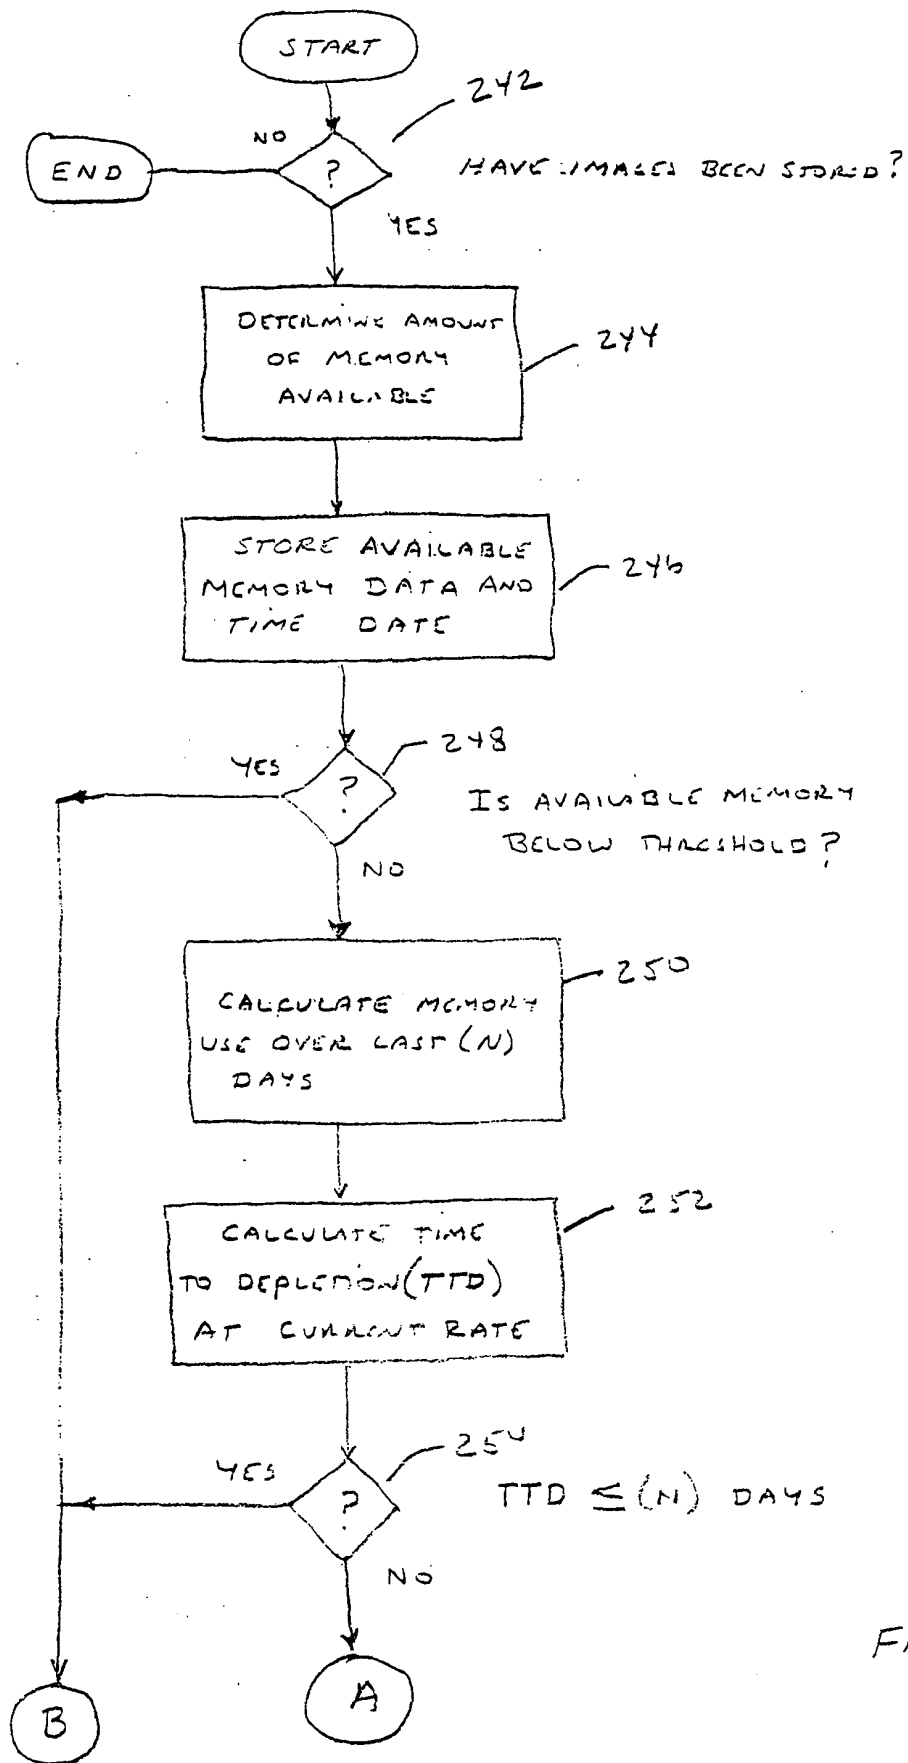 START
242
NO
END
?
HAVE IMAGES BEEN STORED?
YES
DETERMINE AMOUNT
OF MEMORY
AVAILABLE
244
STORE AVAILABLE
MEMORY DATA AND
TIME DATE
246
248
YES
?
IS AVAILABLE MEMORY
BELOW THRESHOLD?
NO
250
CALCULATE MEMORY
USE OVER LAST (N)
DAYS
252
CALCULATE TIME
TO DEPLETION (TTD)
AT CURRENT RATE
254
YES
?
TTD ≤ (N) DAYS
NO
B
A